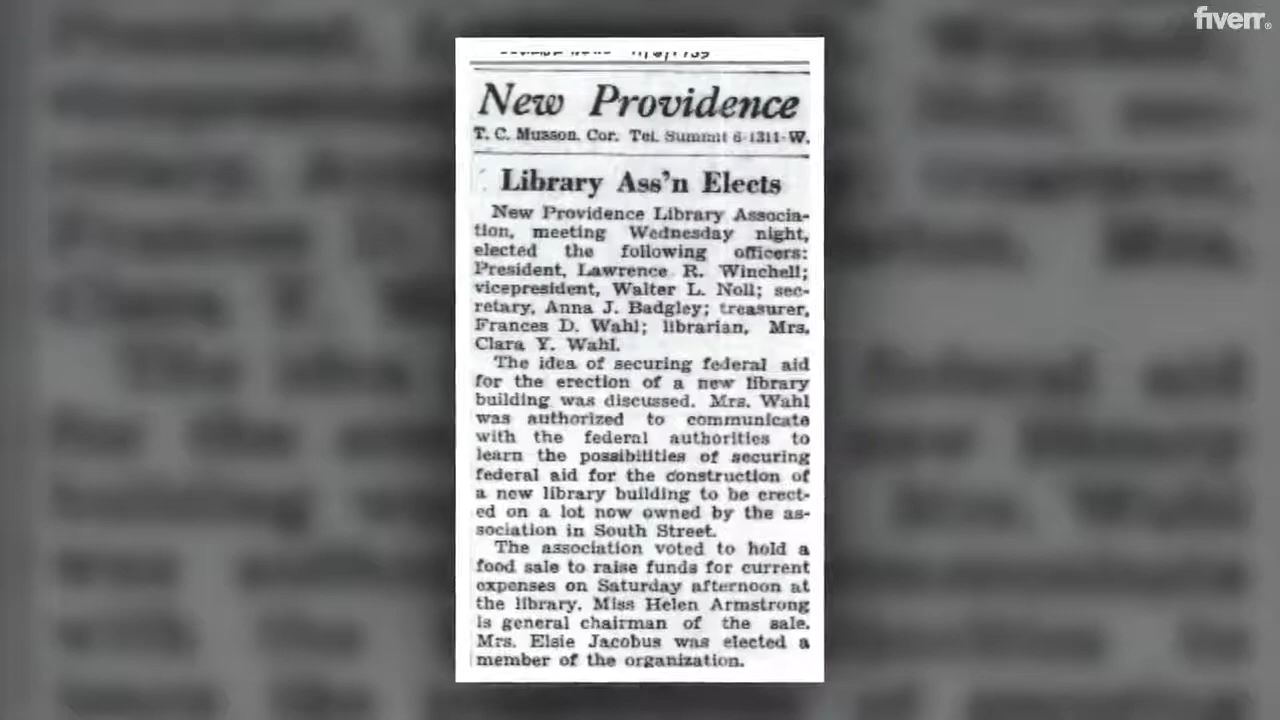 fiverr.
New Providence
T. C. Musson, Cor. Tel. Summit 6-1311-W.
Library Ass'n Elects
New Providence Library Associa-
tion, meeting Wednesday night,
elected the following officers:
President, Lawrence R. Winchell;
vicepresident, Walter L. Noll; sec-
retary, Anna J. Badgley; treasurer,
Frances D. Wahl; librarian, Mrs.
Clara Y. Wahl.
The idea of securing federal aid
for the erection of a new library
building was discussed. Mrs. Wahl
was authorized to communicate
with the federal authorities to
learn the possibilities of securing
federal aid for the construction of
a new library building to be erect-
ed on a lot now owned by the as-
sociation in South Street.
The association voted to hold a
food sale to raise funds for current
expenses on Saturday afternoon at
the library. Miss Helen Armstrong
is general chairman of the sale.
Mrs. Elsie Jacobus was elected a
member of the organization.